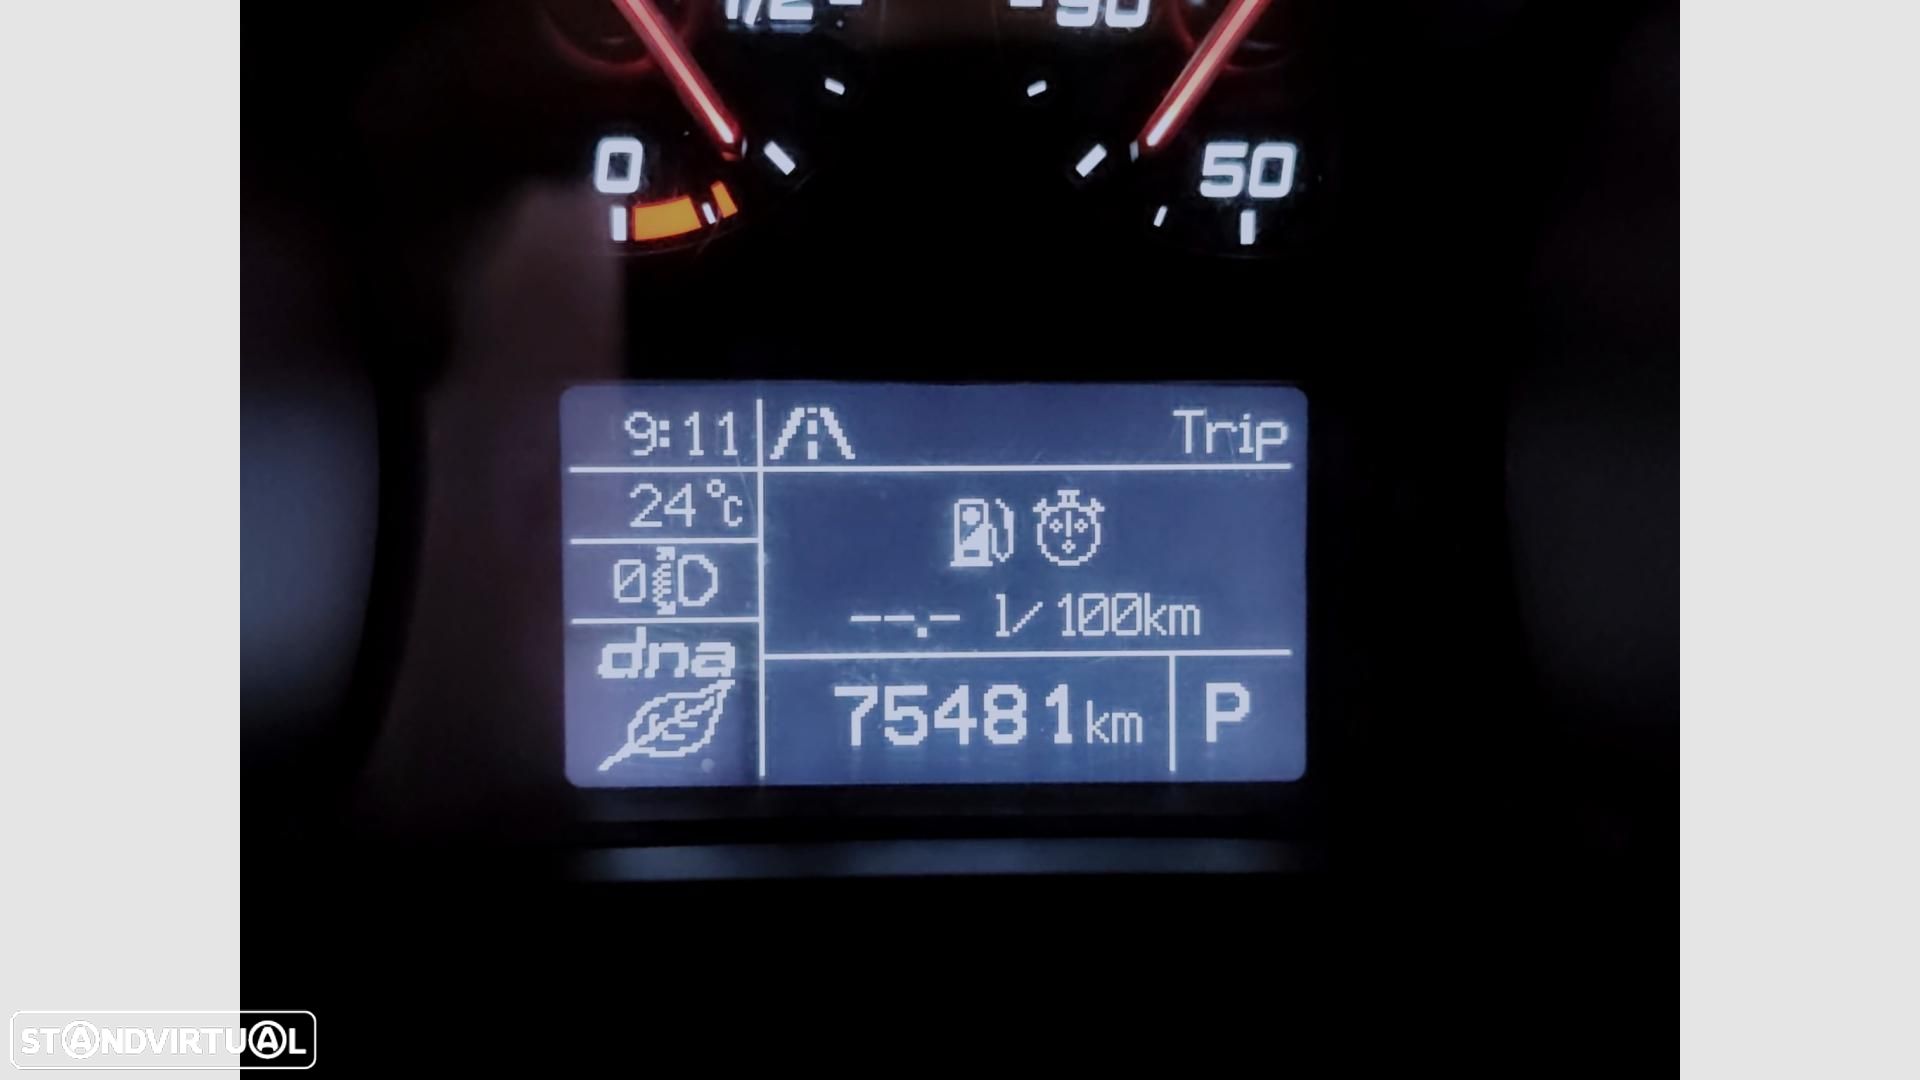 1/2
90
0
50
9:11
Trip
24°C
0
--.- l/100km
dna
75481km
P
STANDVIRTUAL